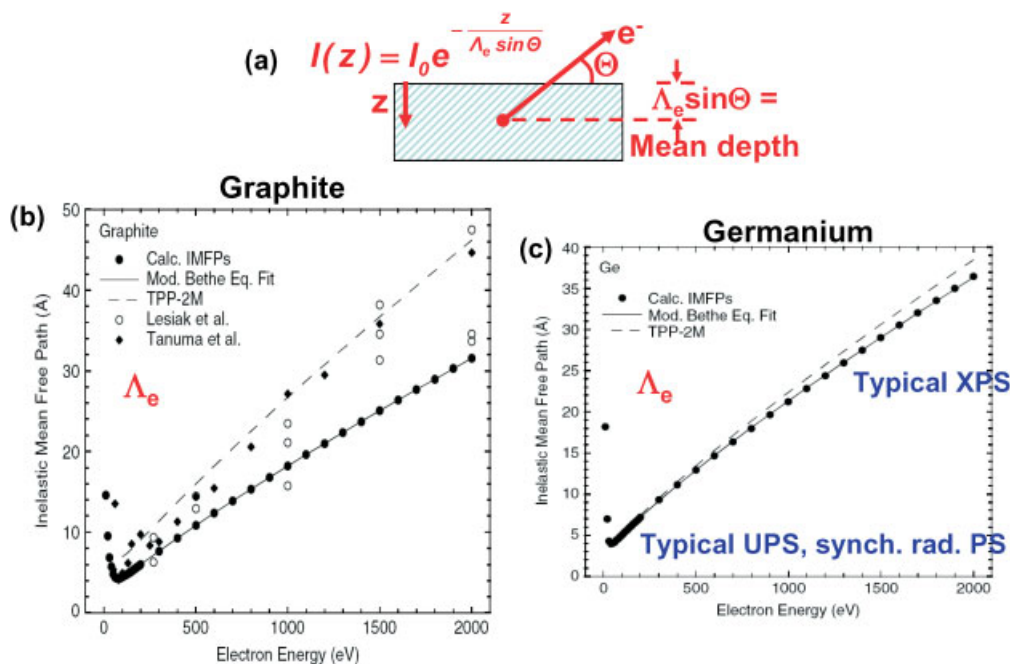 (a)
I(z) = I₀e^(-z/(Λₑ sinΘ))
e⁻
Θ
z
Λₑsinϴ =
Mean depth
Graphite
(b)
Graphite
Calc. IMFPs
Mod. Bethe Eq. Fit
TPP-2M
Lesiak et al.
Tanuma et al.
Λₑ
Inelastic Mean Free Path (Å)
50
40
30
20
10
0
0 500 1000 1500 2000
Electron Energy (eV)
Germanium
(c)
Ge
Calc. IMFPs
Mod. Bethe Eq. Fit
TPP-2M
Λₑ
Typical XPS
Typical UPS, synch. rad. PS
Inelastic Mean Free Path (Å)
40
35
30
25
20
15
10
5
0
0 500 1000 1500 2000
Electron Energy (eV)